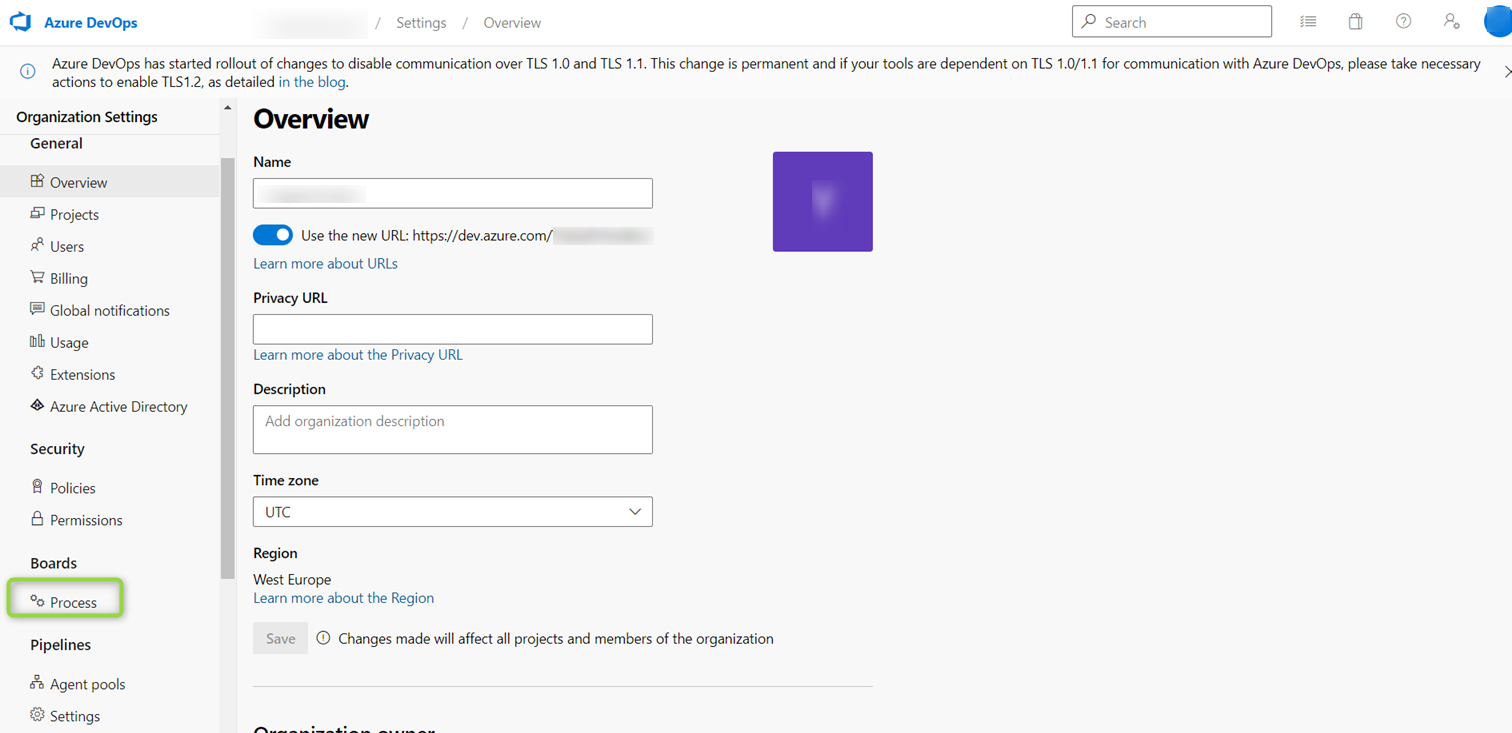 Azure DevOps / Settings / Overview Search
Azure DevOps has started rollout of changes to disable communication over TLS 1.0 and TLS 1.1. This change is permanent and if your tools are dependent on TLS 1.0/1.1 for communication with Azure DevOps, please take necessary
actions to enable TLS1.2, as detailed in the blog.
Organization Settings
General
Overview
Projects
Users
Billing
Global notifications
Usage
Extensions
Azure Active Directory
Security
Policies
Permissions
Boards
Process
Pipelines
Agent pools
Settings
Overview
Name
Use the new URL: https://dev.azure.com/
Learn more about URLs
Privacy URL
Learn more about the Privacy URL
Description
Add organization description
Time zone
UTC
Region
West Europe
Learn more about the Region
Save Changes made will affect all projects and members of the organization
Organization owner